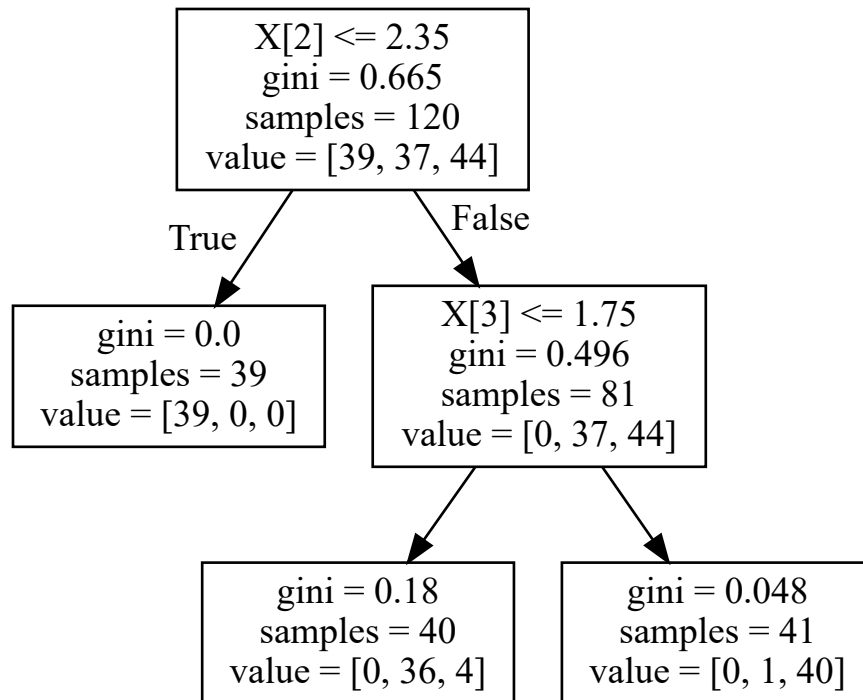 X[2] <= 2.35
gini = 0.665
samples = 120
value = [39, 37, 44]
True
False
gini = 0.0
samples = 39
value = [39, 0, 0]
X[3] <= 1.75
gini = 0.496
samples = 81
value = [0, 37, 44]
gini = 0.18
samples = 40
value = [0, 36, 4]
gini = 0.048
samples = 41
value = [0, 1, 40]